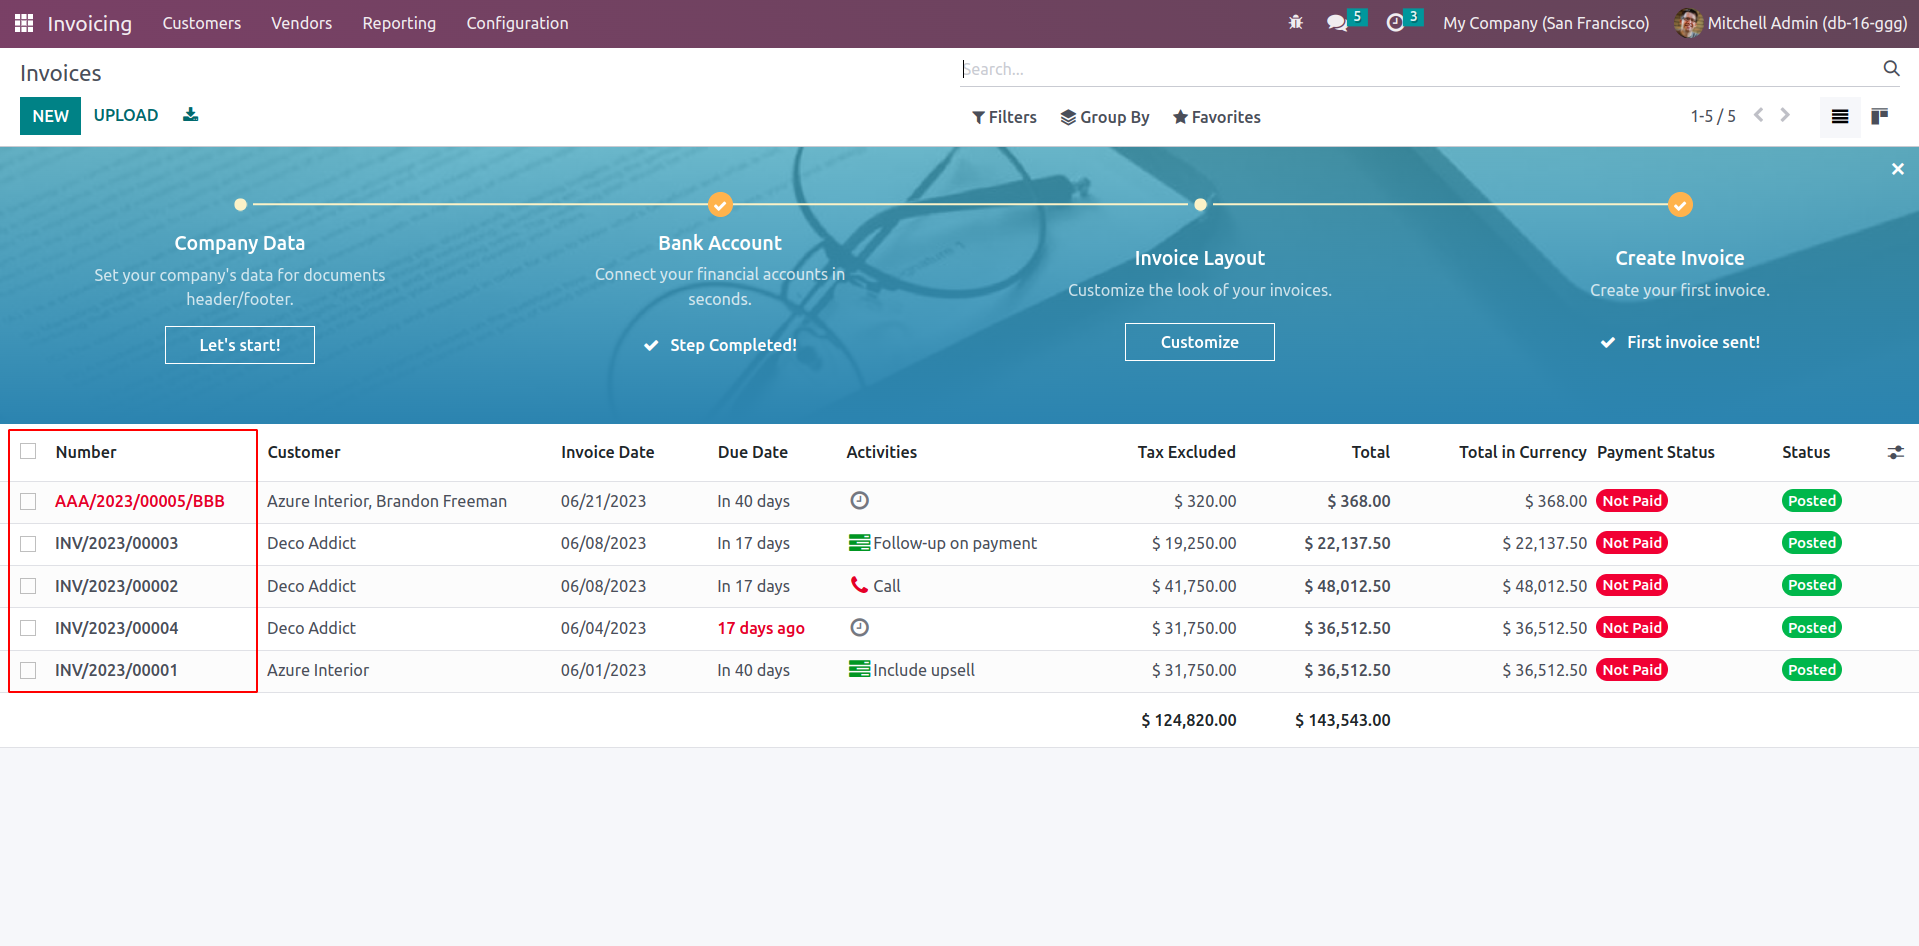 Invoicing Customers Vendors Reporting Configuration 5 3 My Company (San Francisco) Mitchell Admin (db-16-ggg)
Invoices Search...
NEW UPLOAD Filters Group By Favorites 1-5 / 5
Company Data Bank Account Invoice Layout Create Invoice
Set your company's data for documents header/footer.
Connect your financial accounts in seconds.
Customize the look of your invoices.
Create your first invoice.
Let's start! Step Completed! Customize First invoice sent!
Number Customer Invoice Date Due Date Activities Tax Excluded Total Total in Currency Payment Status Status
AAA/2023/00005/BBB Azure Interior, Brandon Freeman 06/21/2023 In 40 days $ 320.00 $ 368.00 $ 368.00 Not Paid Posted
INV/2023/00003 Deco Addict 06/08/2023 In 17 days Follow-up on payment $ 19,250.00 $ 22,137.50 $ 22,137.50 Not Paid Posted
INV/2023/00002 Deco Addict 06/08/2023 In 17 days Call $ 41,750.00 $ 48,012.50 $ 48,012.50 Not Paid Posted
INV/2023/00004 Deco Addict 06/04/2023 17 days ago $ 31,750.00 $ 36,512.50 $ 36,512.50 Not Paid Posted
INV/2023/00001 Azure Interior 06/01/2023 In 40 days Include upsell $ 31,750.00 $ 36,512.50 $ 36,512.50 Not Paid Posted
$ 124,820.00 $ 143,543.00